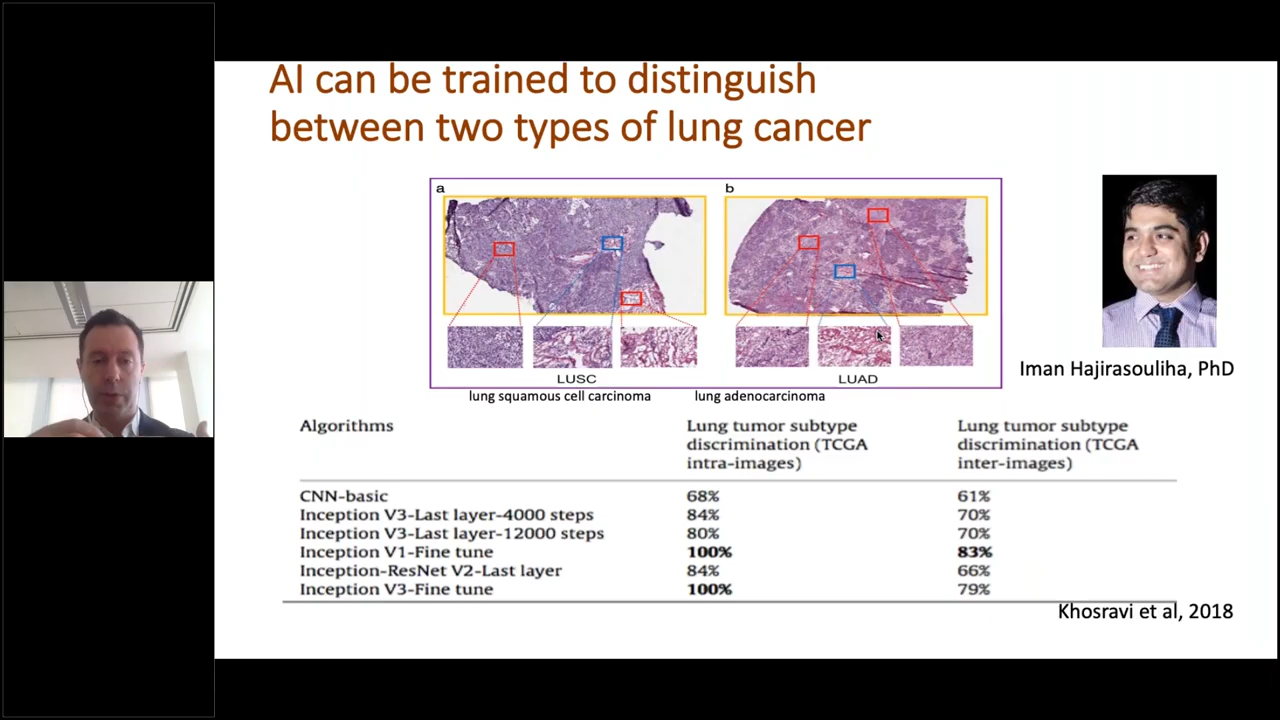 AI can be trained to distinguish
between two types of lung cancer
a
b
LUSC
LUAD
lung squamous cell carcinoma
lung adenocarcinoma
Iman Hajirasouliha, PhD
Algorithms
Lung tumor subtype
discrimination (TCGA
intra-images)
Lung tumor subtype
discrimination (TCGA
inter-images)
CNN-basic 68% 61%
Inception V3-Last layer-4000 steps 84% 70%
Inception V3-Last layer-12000 steps 80% 70%
Inception V1-Fine tune 100% 83%
Inception-ResNet V2-Last layer 84% 66%
Inception V3-Fine tune 100% 79%
Khosravi et al, 2018